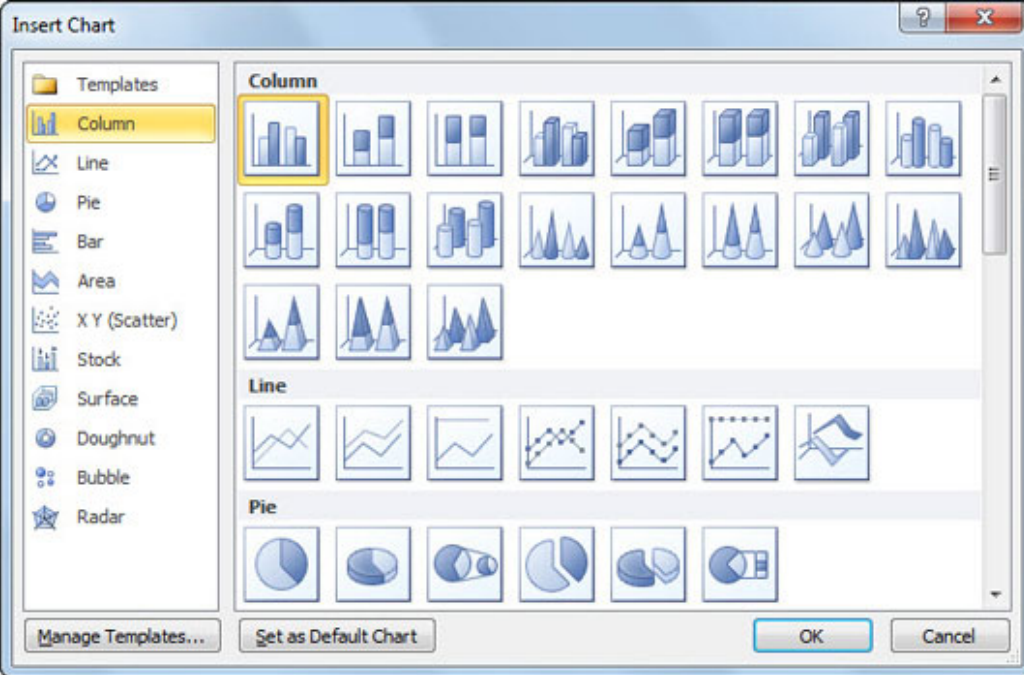 Insert Chart
Templates
Column
Line
Pie
Bar
Area
X Y (Scatter)
Stock
Surface
Doughnut
Bubble
Radar
Column
Line
Pie
Manage Templates...
Set as Default Chart
OK
Cancel